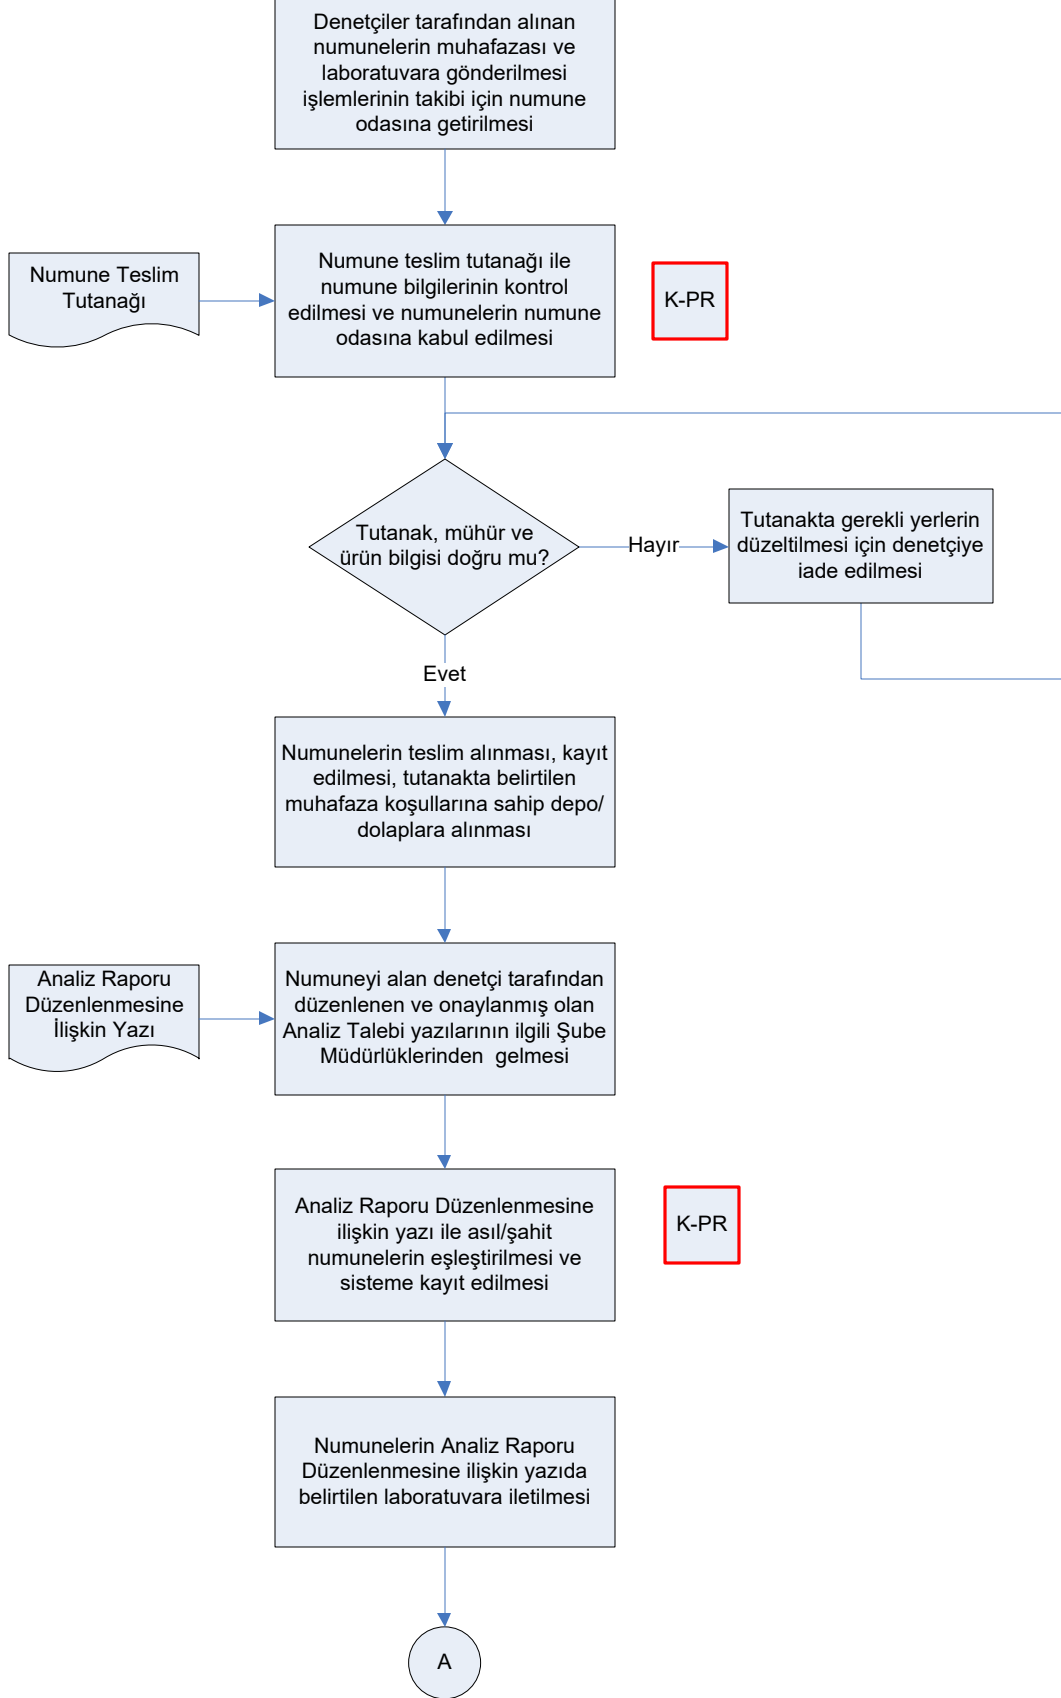 Denetçiler tarafından alınan
numunelerin muhafazası ve
laboratuvara gönderilmesi
işlemlerinin takibi için numune
odasına getirilmesi
Numune Teslim
Tutanağı
Numune teslim tutanağı ile
numune bilgilerinin kontrol
edilmesi ve numunelerin numune
odasına kabul edilmesi
K-PR
Tutanak, mühür ve
ürün bilgisi doğru mu?
Hayır
Tutanakta gerekli yerlerin
düzeltilmesi için denetçiye
iade edilmesi
Evet
Numunelerin teslim alınması, kayıt
edilmesi, tutanakta belirtilen
muhafaza koşullarına sahip depo/
dolaplara alınması
Analiz Raporu
Düzenlenmesine
İlişkin Yazı
Numuneyi alan denetçi tarafından
düzenlenen ve onaylanmış olan
Analiz Talebi yazılarının ilgili Şube
Müdürlüklerinden  gelmesi
Analiz Raporu Düzenlenmesine
ilişkin yazı ile asıl/şahit
numunelerin eşleştirilmesi ve
sisteme kayıt edilmesi
K-PR
Numunelerin Analiz Raporu
Düzenlenmesine ilişkin yazıda
belirtilen laboratuvara iletilmesi
A